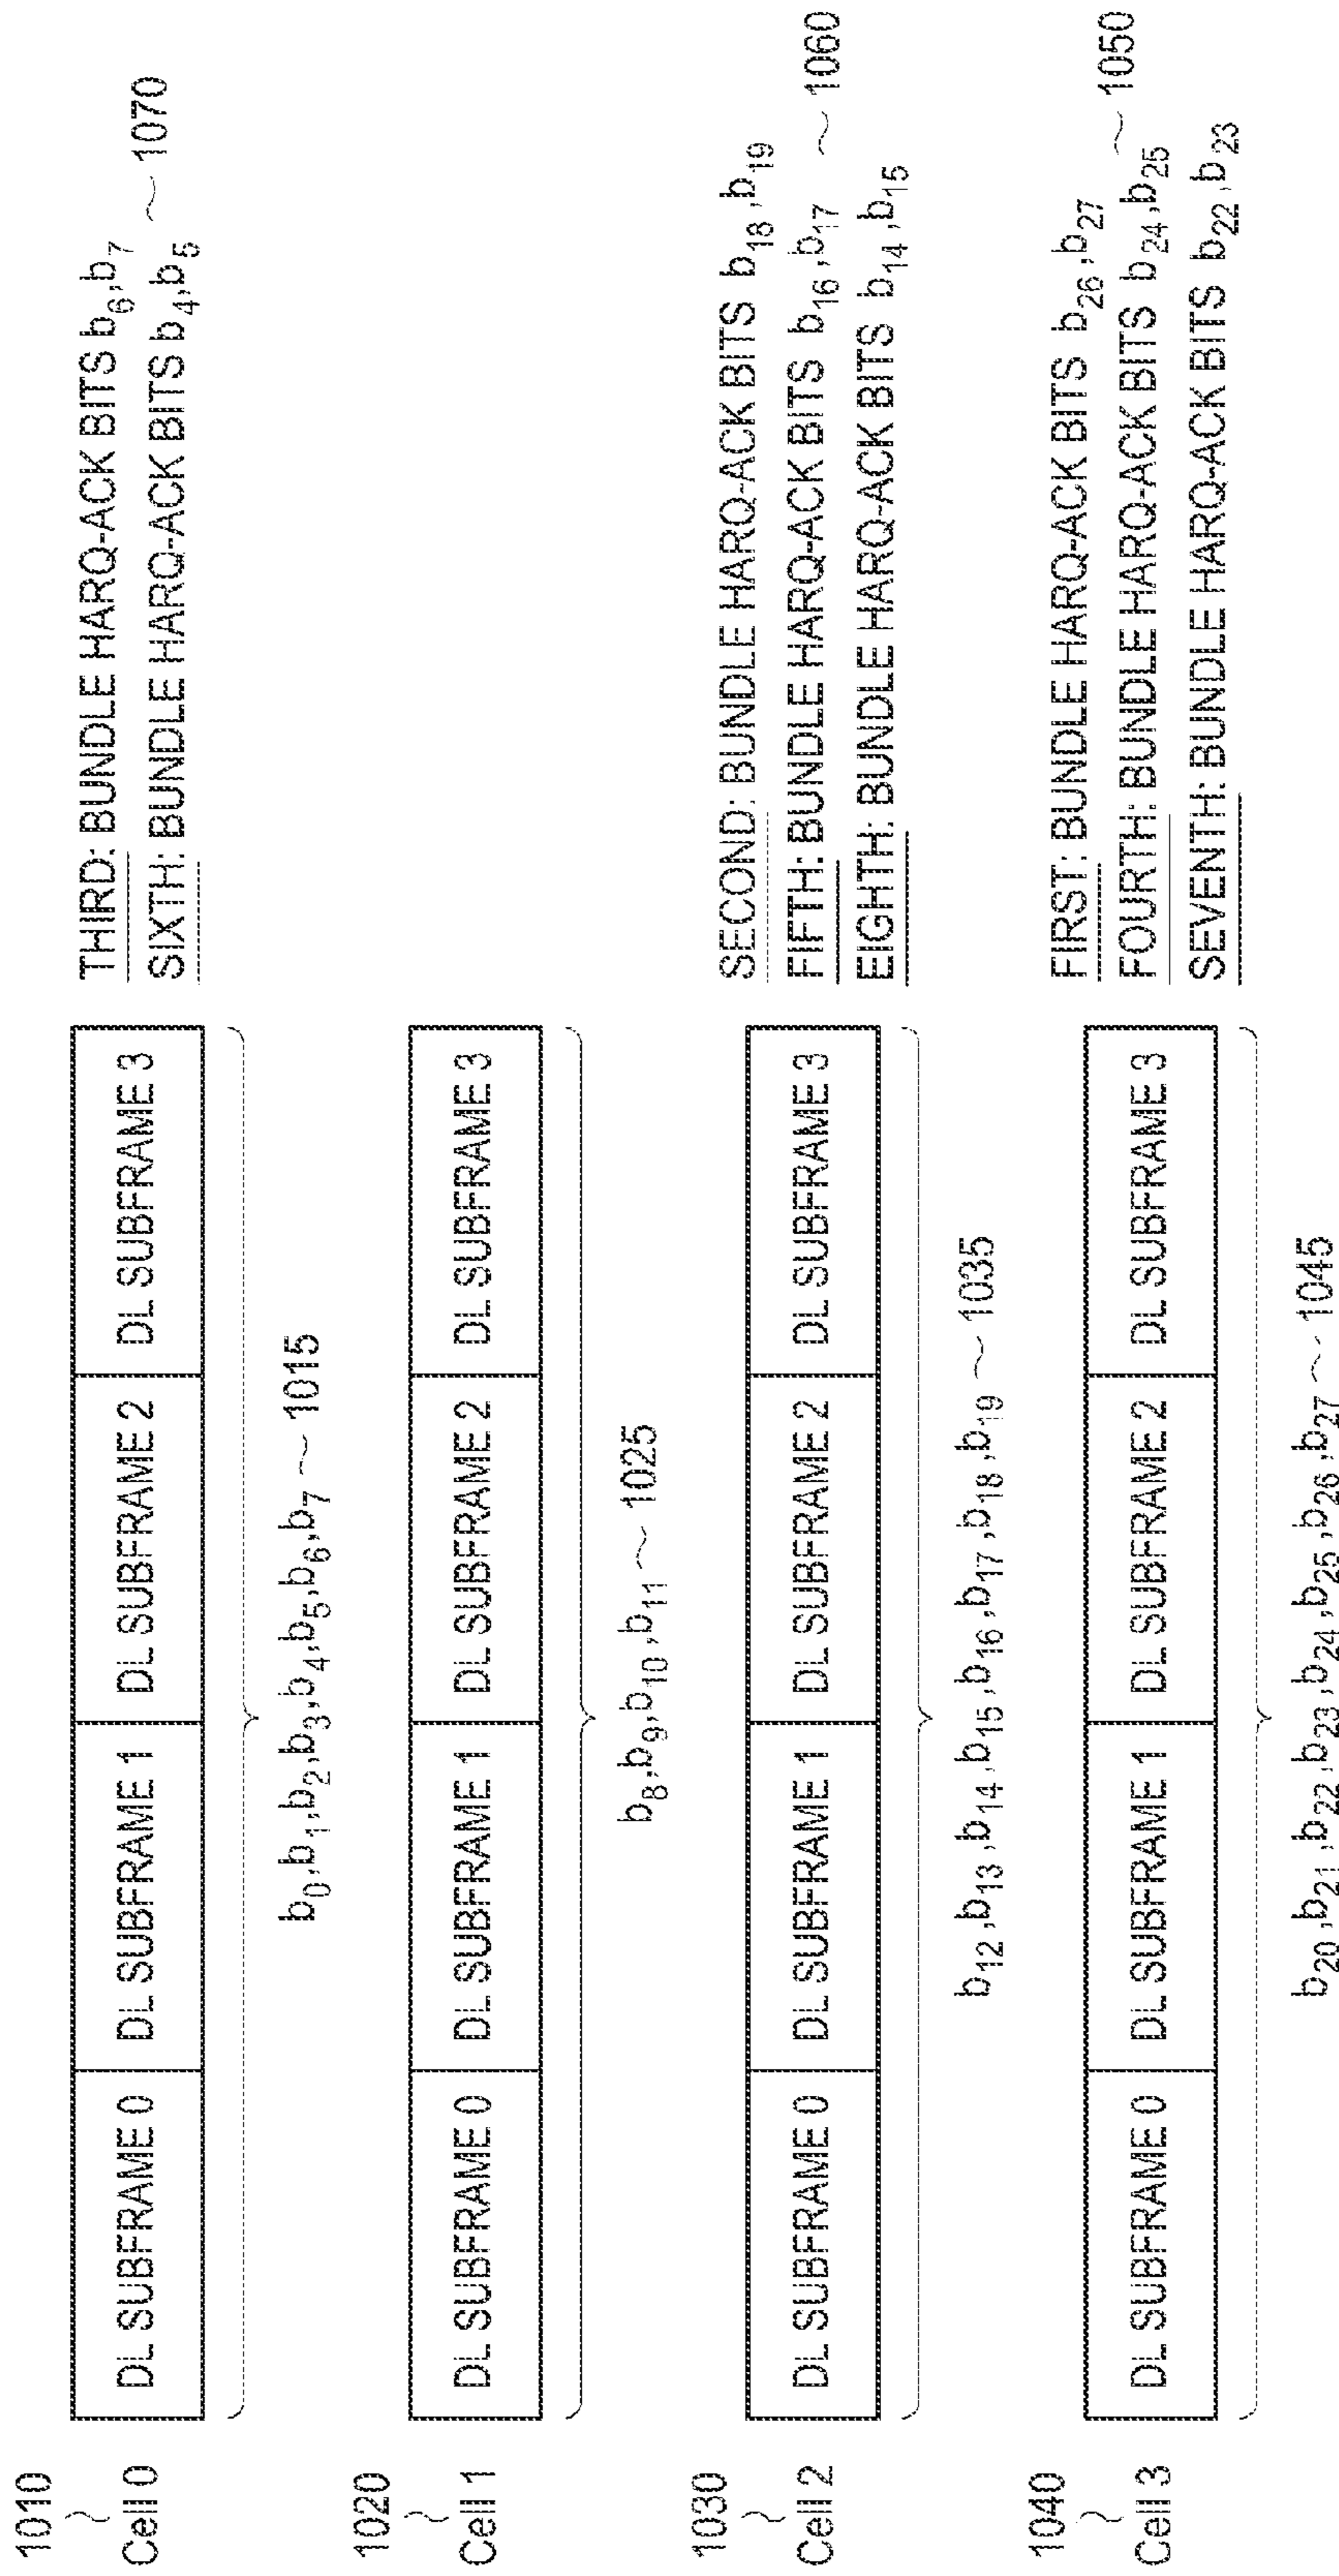 1010
Cell 0
DL SUBFRAME 0 DL SUBFRAME 1 DL SUBFRAME 2 DL SUBFRAME 3
b0,b1,b2,b3,b4,b5,b6,b7 ~ 1015
THIRD: BUNDLE HARQ-ACK BITS b6,b7
SIXTH: BUNDLE HARQ-ACK BITS b4,b5 ~ 1070
1020
Cell 1
DL SUBFRAME 0 DL SUBFRAME 1 DL SUBFRAME 2 DL SUBFRAME 3
b8,b9,b10,b11 ~ 1025
1030
Cell 2
DL SUBFRAME 0 DL SUBFRAME 1 DL SUBFRAME 2 DL SUBFRAME 3
b12,b13,b14,b15,b16,b17,b18,b19 ~ 1035
SECOND: BUNDLE HARQ-ACK BITS b18,b19
FIFTH: BUNDLE HARQ-ACK BITS b16,b17 ~ 1060
EIGHTH: BUNDLE HARQ-ACK BITS b14,b15
1040
Cell 3
DL SUBFRAME 0 DL SUBFRAME 1 DL SUBFRAME 2 DL SUBFRAME 3
b20,b21,b22,b23,b24,b25,b26,b27 ~ 1045
FIRST: BUNDLE HARQ-ACK BITS b26,b27
FOURTH: BUNDLE HARQ-ACK BITS b24,b25 ~ 1050
SEVENTH: BUNDLE HARQ-ACK BITS b22,b23